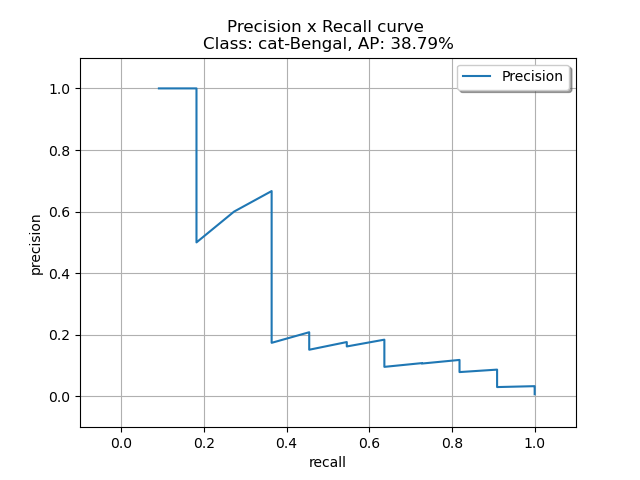 Precision x Recall curve
Class: cat-Bengal, AP: 38.79%
Precision
1.0
0.8
0.6
0.4
0.2
0.0
precision
0.0 0.2 0.4 0.6 0.8 1.0
recall